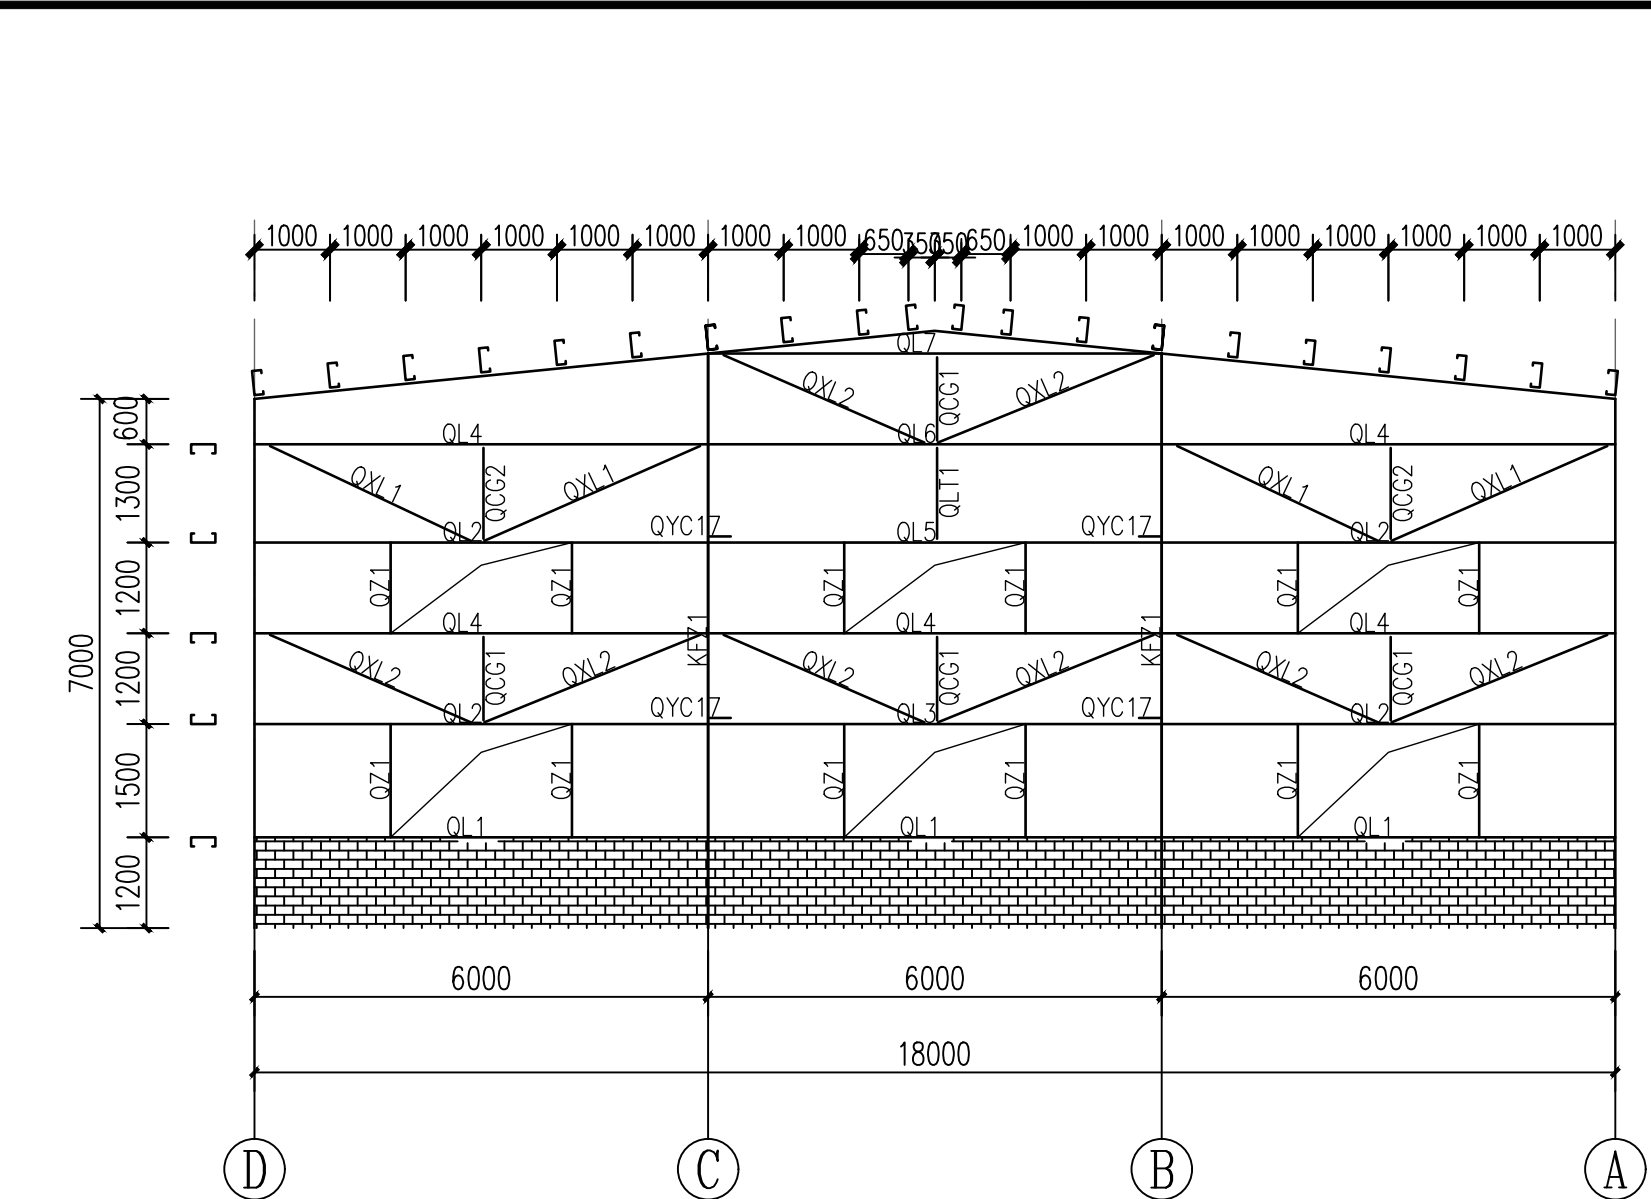 1000 1000 1000 1000 1000 1000 1000 1000 650 350 350 650 1000 1000 1000 1000 1000 1000 1000 1000
QL7
600
QXL2 QCG1 QXL2
QL4 QL6 QL4
1300
QXL1 QCG2 QXL1 QLT1 QXL1 QCG2 QXL1
QL2 QYC17 QL5 QYC17 QL2
1200
QZ1 QZ1 QZ1 QZ1 QZ1 QZ1
QL4 QL4 QL4
KFZ1 KFZ1
7000
1200
QXL2 QCG1 QXL2 QXL2 QCG1 QXL2 QXL2 QCG1 QXL2
QL2 QYC17 QL3 QYC17 QL2
1500
QZ1 QZ1 QZ1 QZ1 QZ1 QZ1
QL1 QL1 QL1
1200
6000 6000 6000
18000
D C B A